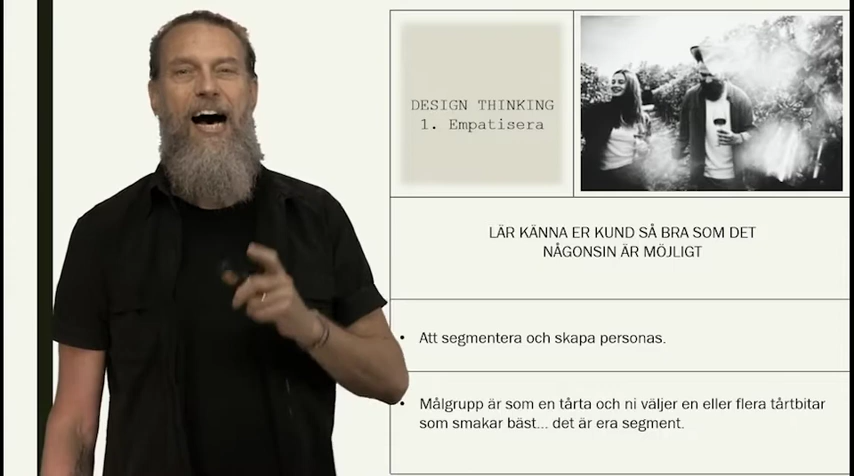 DESIGN THINKING
1. Empatisera
LÄR KÄNNA ER KUND SÅ BRA SOM DET
NÅGONSIN ÄR MÖJLIGT
• Att segmentera och skapa personas.
• Målgrupp är som en tårta och ni väljer en eller flera tårtbitar
som smakar bäst... det är era segment.